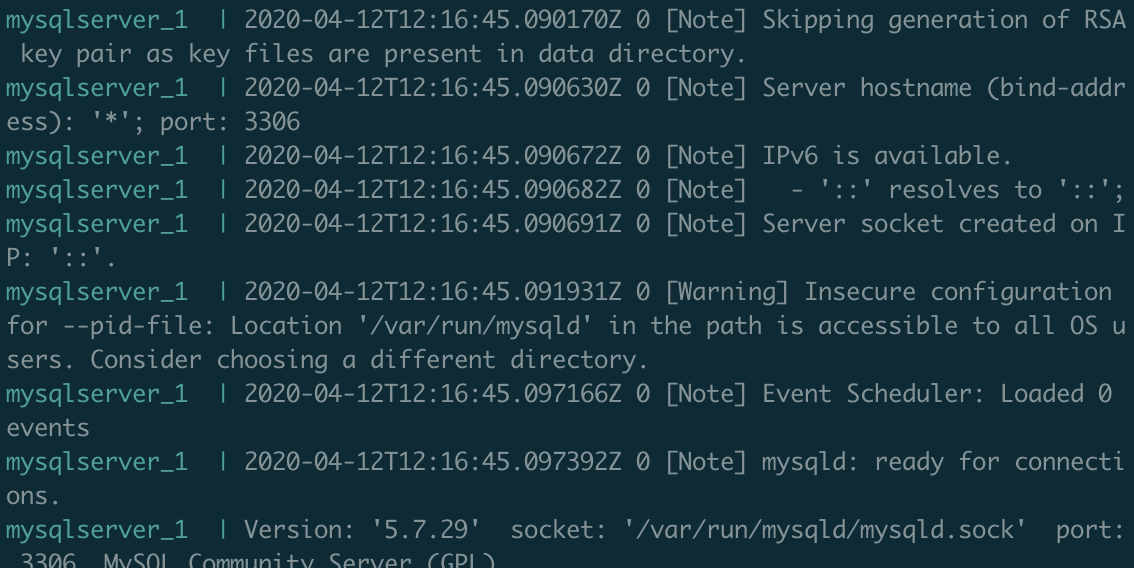 mysqlserver_1  | 2020-04-12T12:16:45.090170Z 0 [Note] Skipping generation of RSA
 key pair as key files are present in data directory.
mysqlserver_1  | 2020-04-12T12:16:45.090630Z 0 [Note] Server hostname (bind-addr
ess): '*'; port: 3306
mysqlserver_1  | 2020-04-12T12:16:45.090672Z 0 [Note] IPv6 is available.
mysqlserver_1  | 2020-04-12T12:16:45.090682Z 0 [Note]   - '::' resolves to '::';
mysqlserver_1  | 2020-04-12T12:16:45.090691Z 0 [Note] Server socket created on I
P: '::'.
mysqlserver_1  | 2020-04-12T12:16:45.091931Z 0 [Warning] Insecure configuration
for --pid-file: Location '/var/run/mysqld' in the path is accessible to all OS u
sers. Consider choosing a different directory.
mysqlserver_1  | 2020-04-12T12:16:45.097166Z 0 [Note] Event Scheduler: Loaded 0
events
mysqlserver_1  | 2020-04-12T12:16:45.097392Z 0 [Note] mysqld: ready for connecti
ons.
mysqlserver_1  | Version: '5.7.29'  socket: '/var/run/mysqld/mysqld.sock'  port:
 3306  MySQL Community Server (GPL)